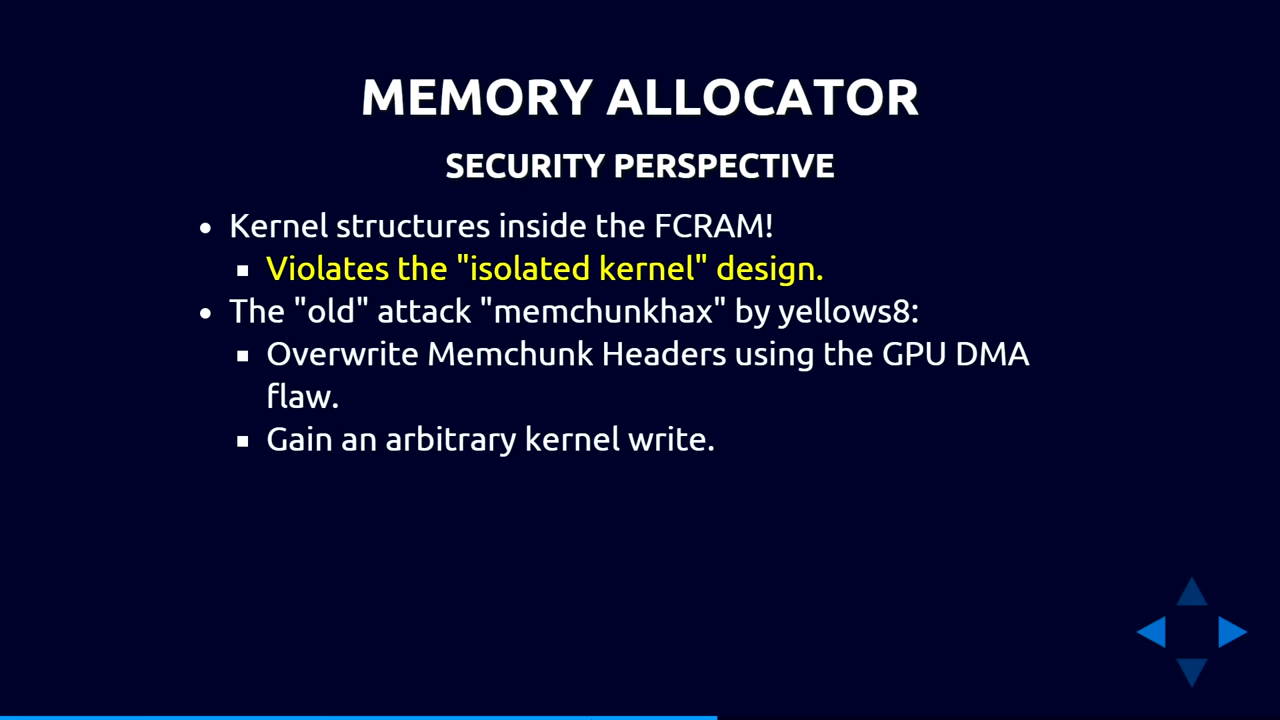 MEMORY ALLOCATOR
SECURITY PERSPECTIVE
Kernel structures inside the FCRAM!
Violates the "isolated kernel" design.
The "old" attack "memchunkhax" by yellows8:
Overwrite Memchunk Headers using the GPU DMA
flaw.
Gain an arbitrary kernel write.